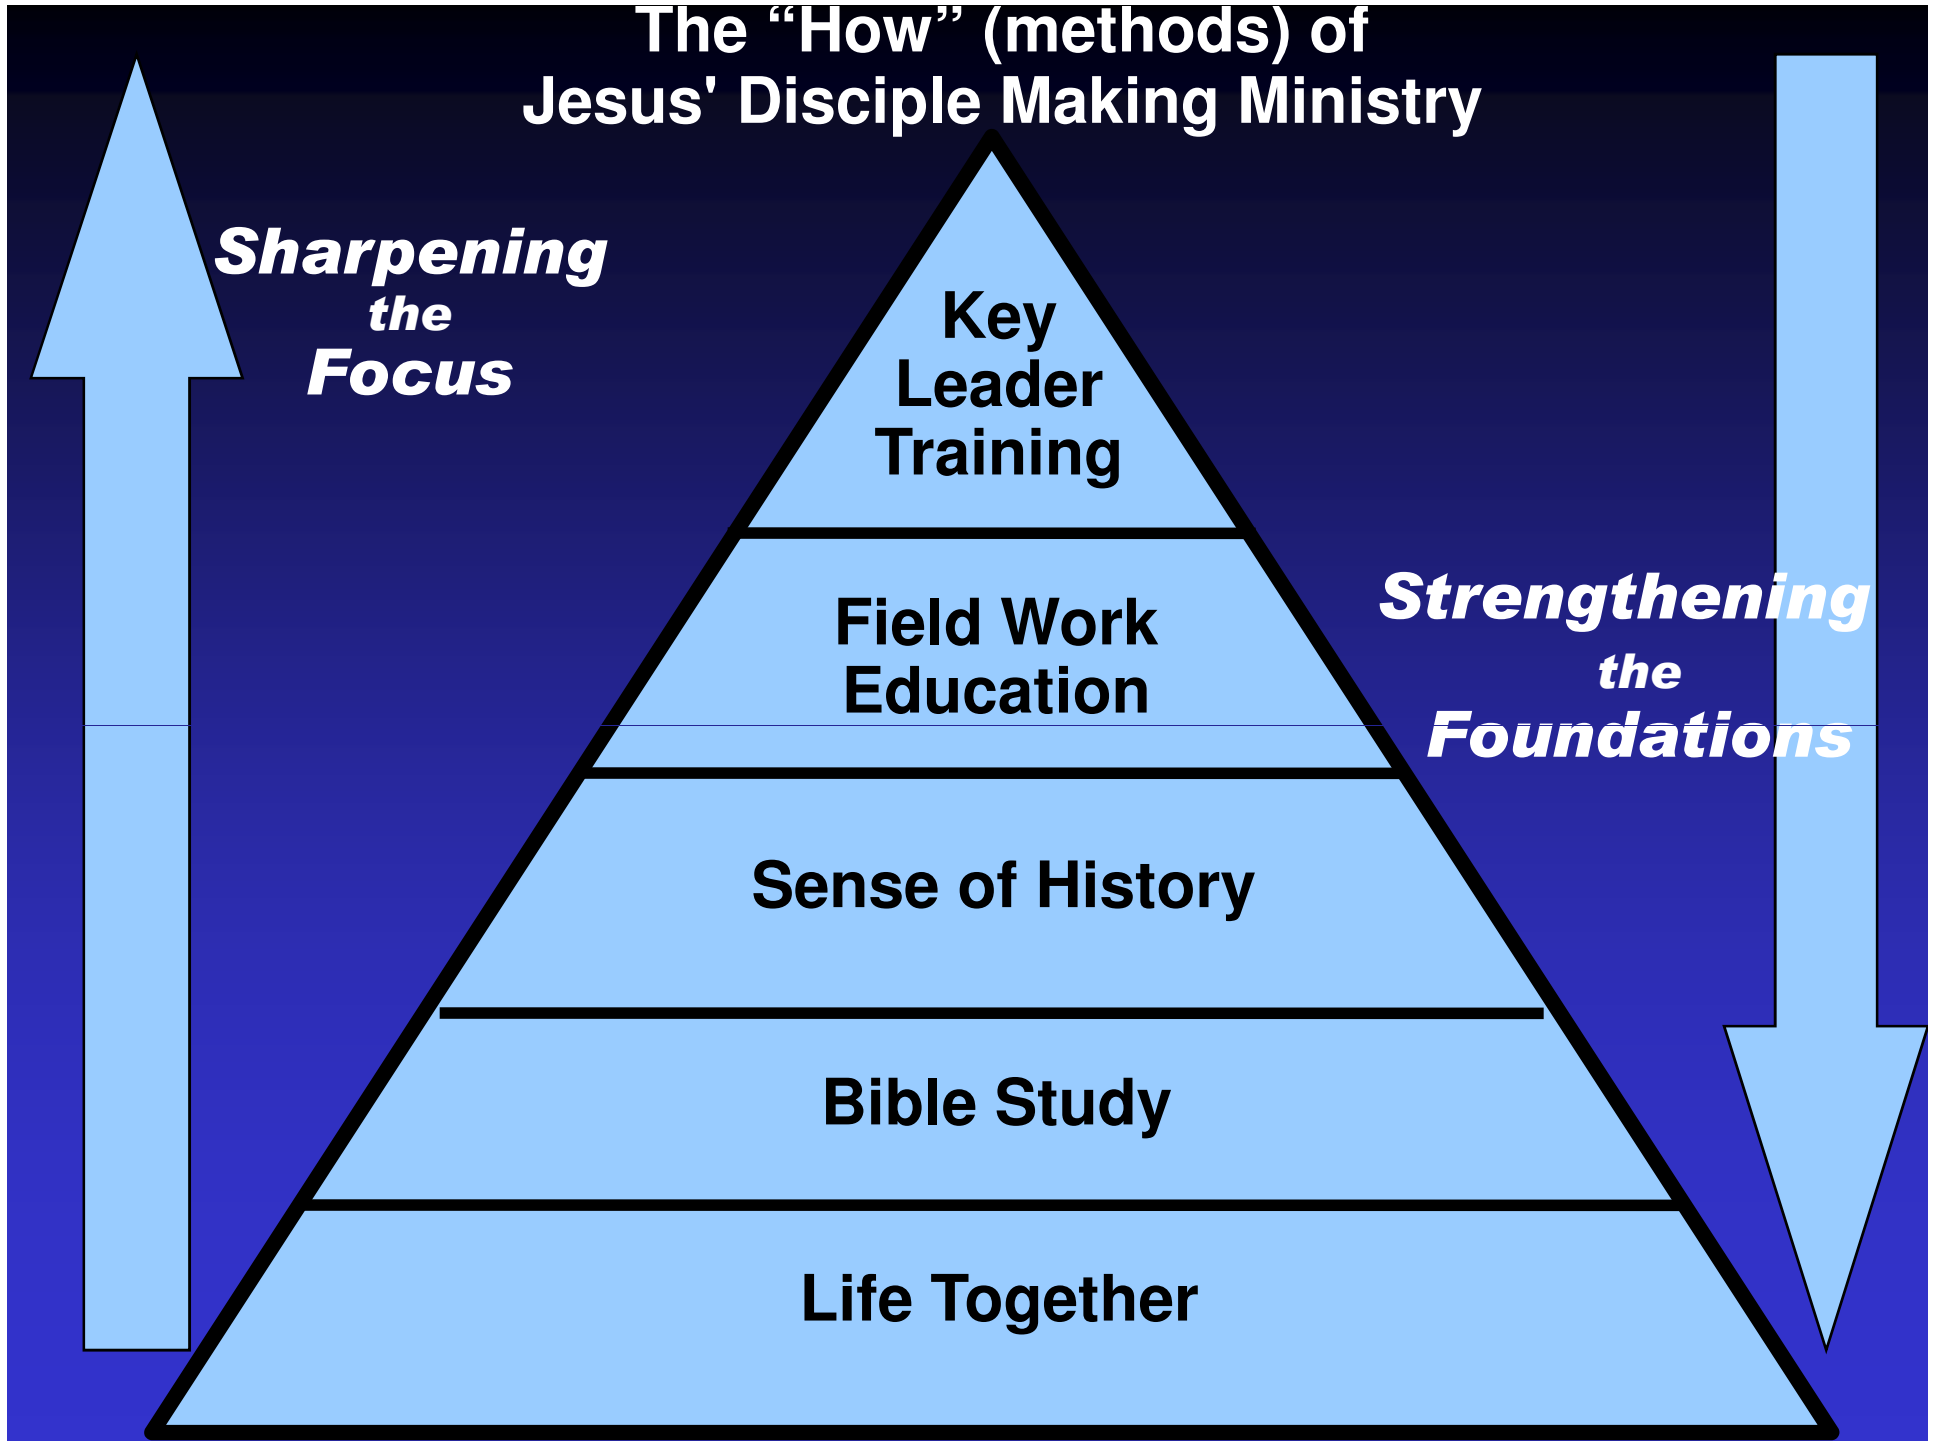 The “How” (methods) of
Jesus' Disciple Making Ministry
Sharpening
the
Focus
Key
Leader
Training
Field Work
Education
Strengthening
the
Foundations
Sense of History
Bible Study
Life Together